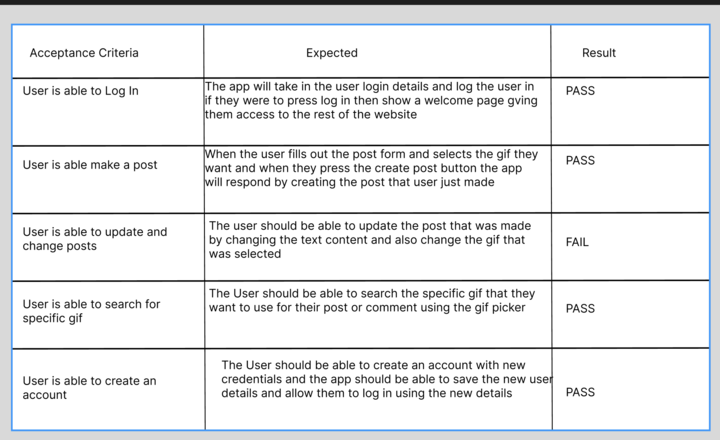 Acceptance Criteria
Expected
Result
User is able to Log In
The app will take in the user login details and log the user in
if they were to press log in then show a welcome page gving
them access to the rest of the website
PASS
User is able make a post
When the user fills out the post form and selects the gif they
want and when they press the create post button the app
will respond by creating the post that user just made
PASS
User is able to update and
change posts
The user should be able to update the post that was made
by changing the text content and also change the gif that
was selected
FAIL
User is able to search for
specific gif
The User should be able to search the specific gif that they
want to use for their post or comment using the gif picker
PASS
User is able to create an
account
The User should be able to create an account with new
credentials and the app should be able to save the new user
details and allow them to log in using the new details
PASS